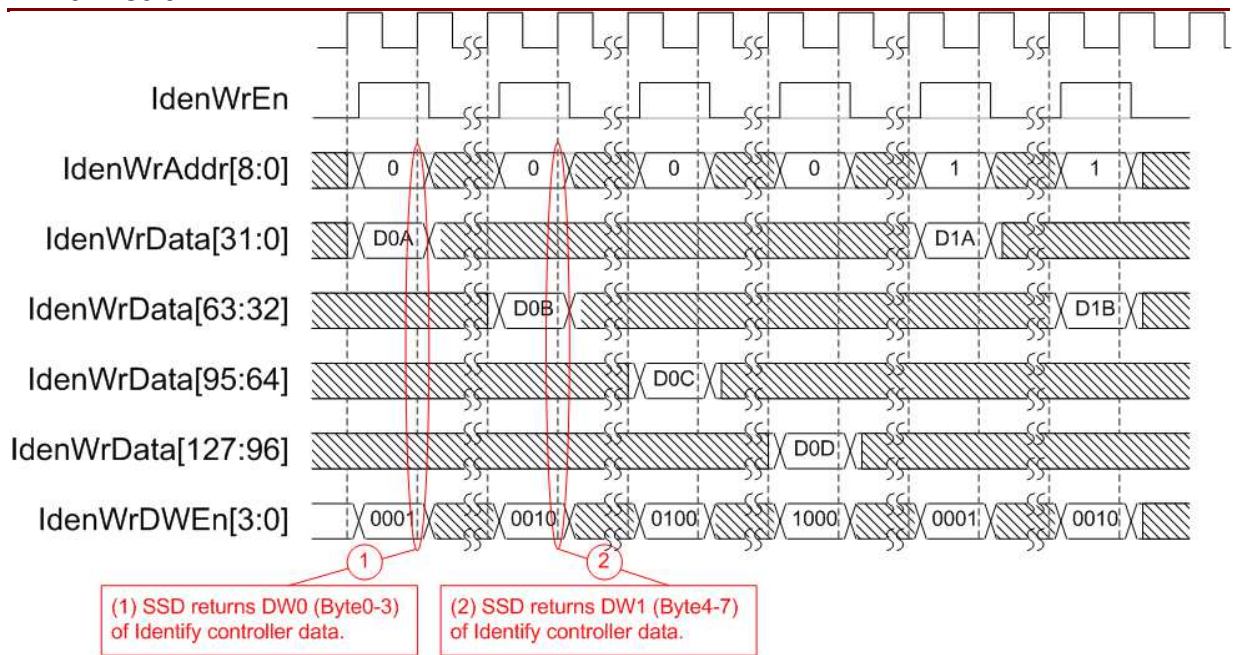 IdenWrEn
IdenWrAddr[8:0] 0 0 0 0 1 1
IdenWrData[31:0] D0A D1A
IdenWrData[63:32] D0B D1B
IdenWrData[95:64] D0C
IdenWrData[127:96] D0D
IdenWrDWEn[3:0] 0001 0010 0100 1000 0001 0010
1 2
(1) SSD returns DW0 (Byte0-3)
of Identify controller data.
(2) SSD returns DW1 (Byte4-7)
of Identify controller data.